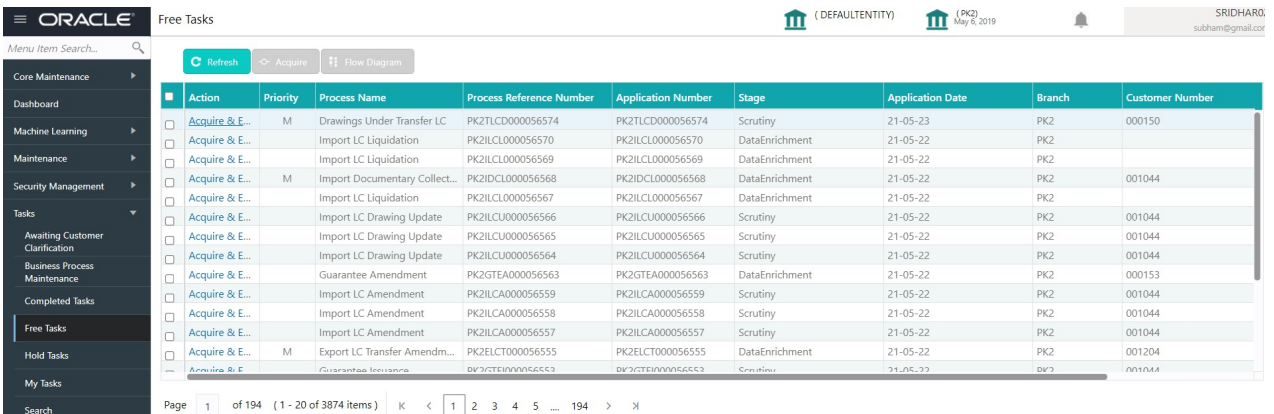 ORACLE
Free Tasks
( DEFAULTENTITY)
(PK2)
May 6, 2019
subham@gmail.com
Menu Item Search...
Core Maintenance
Dashboard
Machine Learning
Maintenance
Security Management
Tasks
Awaiting Customer
Clarification
Business Process
Maintenance
Completed Tasks
Free Tasks
Hold Tasks
My Tasks
Search
Refresh Acquire Flow Diagram
Action Priority Process Name Process Reference Number Application Number Stage Application Date Branch Customer Number
Acquire & E... M Drawings Under Transfer LC PK2TLCD000056574 PK2TLCD000056574 Scrutiny 21-05-23 PK2 000150
Acquire & E... Import LC Liquidation PK2ILCL000056570 PK2ILCL000056570 DataEnrichment 21-05-22 PK2
Acquire & E... Import LC Liquidation PK2ILCL000056569 PK2ILCL000056569 DataEnrichment 21-05-22 PK2
Acquire & E... M Import Documentary Collect... PK2IDCL000056568 PK2IDCL000056568 DataEnrichment 21-05-22 PK2 001044
Acquire & E... Import LC Liquidation PK2ILCL000056567 PK2ILCL000056567 DataEnrichment 21-05-22 PK2
Acquire & E... Import LC Drawing Update PK2ILCU000056566 PK2ILCU000056566 Scrutiny 21-05-22 PK2 001044
Acquire & E... Import LC Drawing Update PK2ILCU000056565 PK2ILCU000056565 Scrutiny 21-05-22 PK2 001044
Acquire & E... Import LC Drawing Update PK2ILCU000056564 PK2ILCU000056564 Scrutiny 21-05-22 PK2 001044
Acquire & E... Guarantee Amendment PK2GTEA000056563 PK2GTEA000056563 DataEnrichment 21-05-22 PK2 000153
Acquire & E... Import LC Amendment PK2ILCA000056559 PK2ILCA000056559 Scrutiny 21-05-22 PK2 001044
Acquire & E... Import LC Amendment PK2ILCA000056558 PK2ILCA000056558 Scrutiny 21-05-22 PK2 001044
Acquire & E... Import LC Amendment PK2ILCA000056557 PK2ILCA000056557 Scrutiny 21-05-22 PK2 001044
Acquire & E... M Export LC Transfer Amendm... PK2ELCT000056555 PK2ELCT000056555 DataEnrichment 21-05-22 PK2 001204
Acquire & E... Guarantee Issuance PK2GTEI000056553 PK2GTEI000056553 Scrutiny 21-05-22 PK2 001044
Page 1 of 194 (1 - 20 of 3874 items) 1 2 3 4 5 ... 194